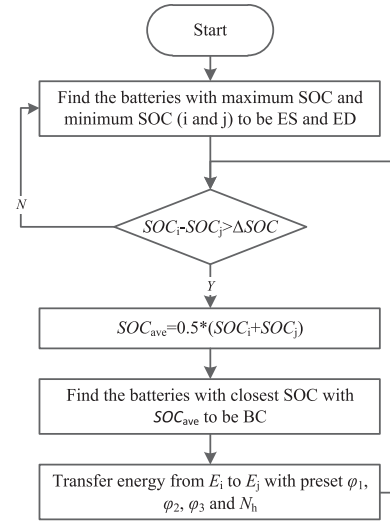 Start
Find the batteries with maximum SOC and
minimum SOC (i and j) to be ES and ED
N
SOCi-SOCj>ΔSOC
Y
SOCave=0.5*(SOCi+SOCj)
Find the batteries with closest SOC with
SOCave to be BC
Transfer energy from Ei to Ej with preset φ1,
φ2, φ3 and Nh